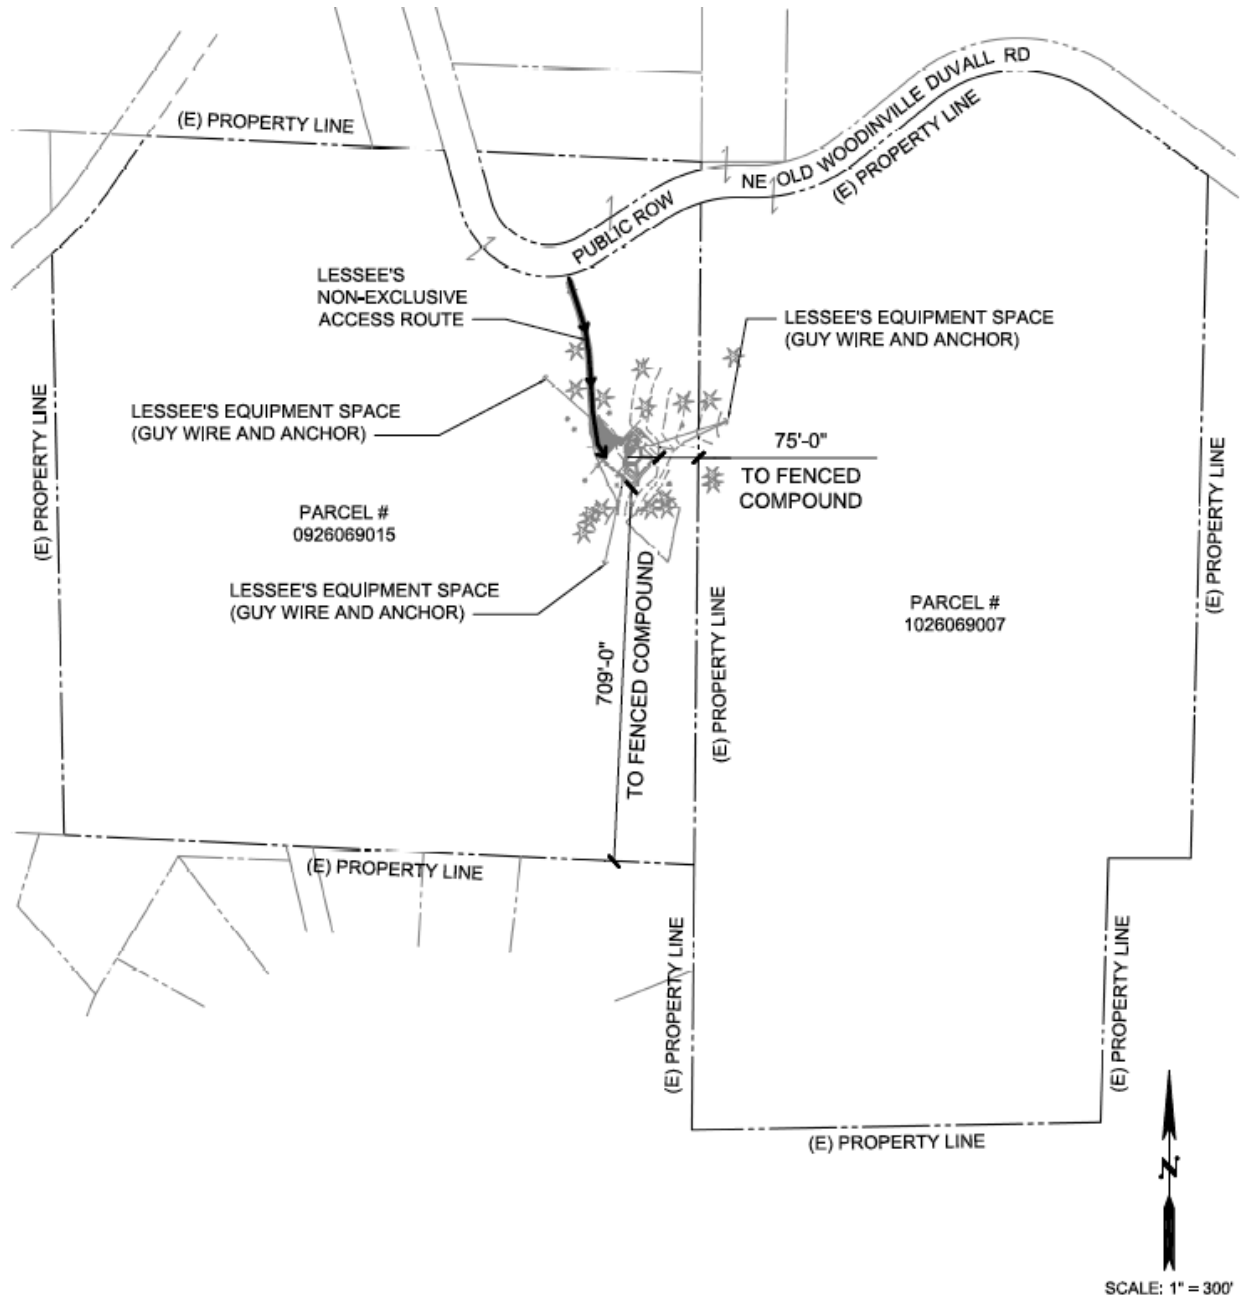 (E) PROPERTY LINE
NE OLD WOODINVILLE DUVALL RD
(E) PROPERTY LINE
PUBLIC ROW
LESSEE'S
NON-EXCLUSIVE
ACCESS ROUTE
LESSEE'S EQUIPMENT SPACE
(GUY WIRE AND ANCHOR)
LESSEE'S EQUIPMENT SPACE
(GUY WIRE AND ANCHOR)
75'-0"
TO FENCED
COMPOUND
(E) PROPERTY LINE
PARCEL #
0926069015
(E) PROPERTY LINE
LESSEE'S EQUIPMENT SPACE
(GUY WIRE AND ANCHOR)
709'-0"
TO FENCED COMPOUND
(E) PROPERTY LINE
PARCEL #
1026069007
(E) PROPERTY LINE
(E) PROPERTY LINE
(E) PROPERTY LINE
(E) PROPERTY LINE
N
SCALE: 1" = 300'